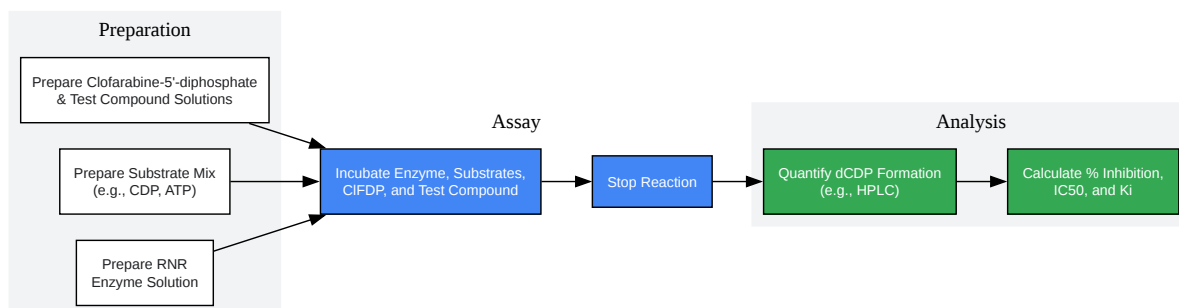 Preparation
Prepare Clofarabine-5'-diphosphate
& Test Compound Solutions
Prepare Substrate Mix
(e.g., CDP, ATP)
Prepare RNR
Enzyme Solution
Assay
Incubate Enzyme, Substrates,
ClFDP, and Test Compound
Stop Reaction
Analysis
Quantify dCDP Formation
(e.g., HPLC)
Calculate % Inhibition,
IC50, and Ki